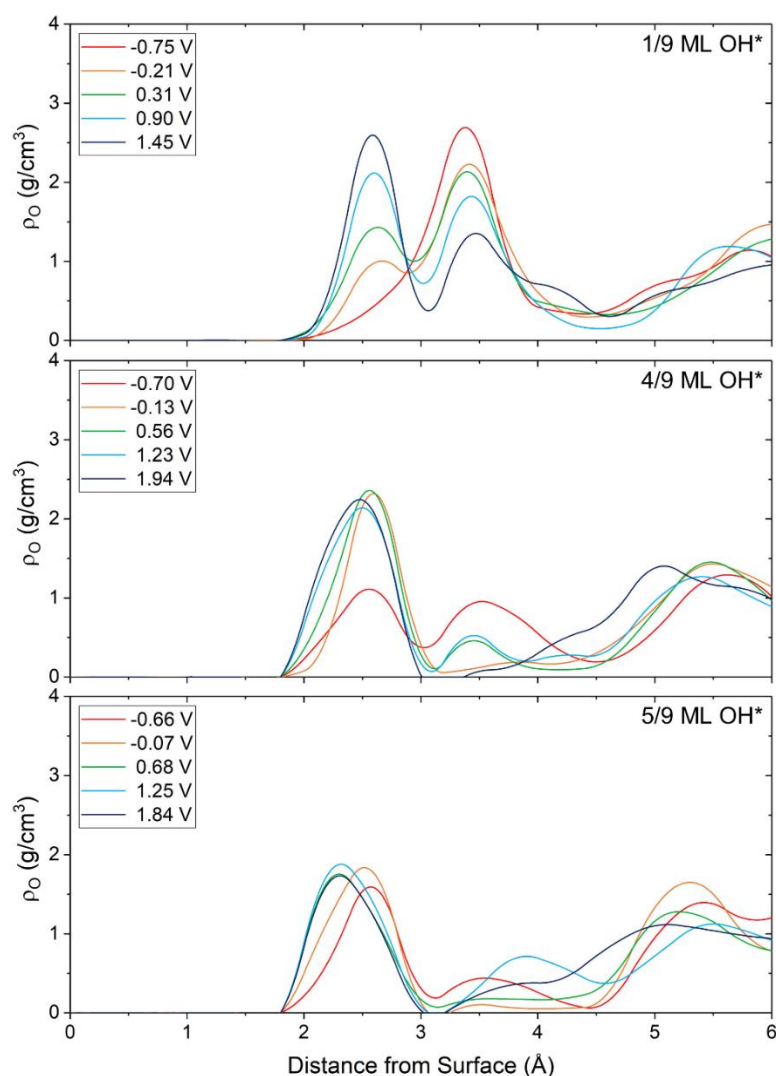 1/9 ML OH*
-0.75 V
-0.21 V
0.31 V
0.90 V
1.45 V
ρO (g/cm³)
4
3
2
1
0
4/9 ML OH*
-0.70 V
-0.13 V
0.56 V
1.23 V
1.94 V
ρO (g/cm³)
4
3
2
1
0
5/9 ML OH*
-0.66 V
-0.07 V
0.68 V
1.25 V
1.84 V
ρO (g/cm³)
4
3
2
1
0
0 1 2 3 4 5 6
Distance from Surface (Å)